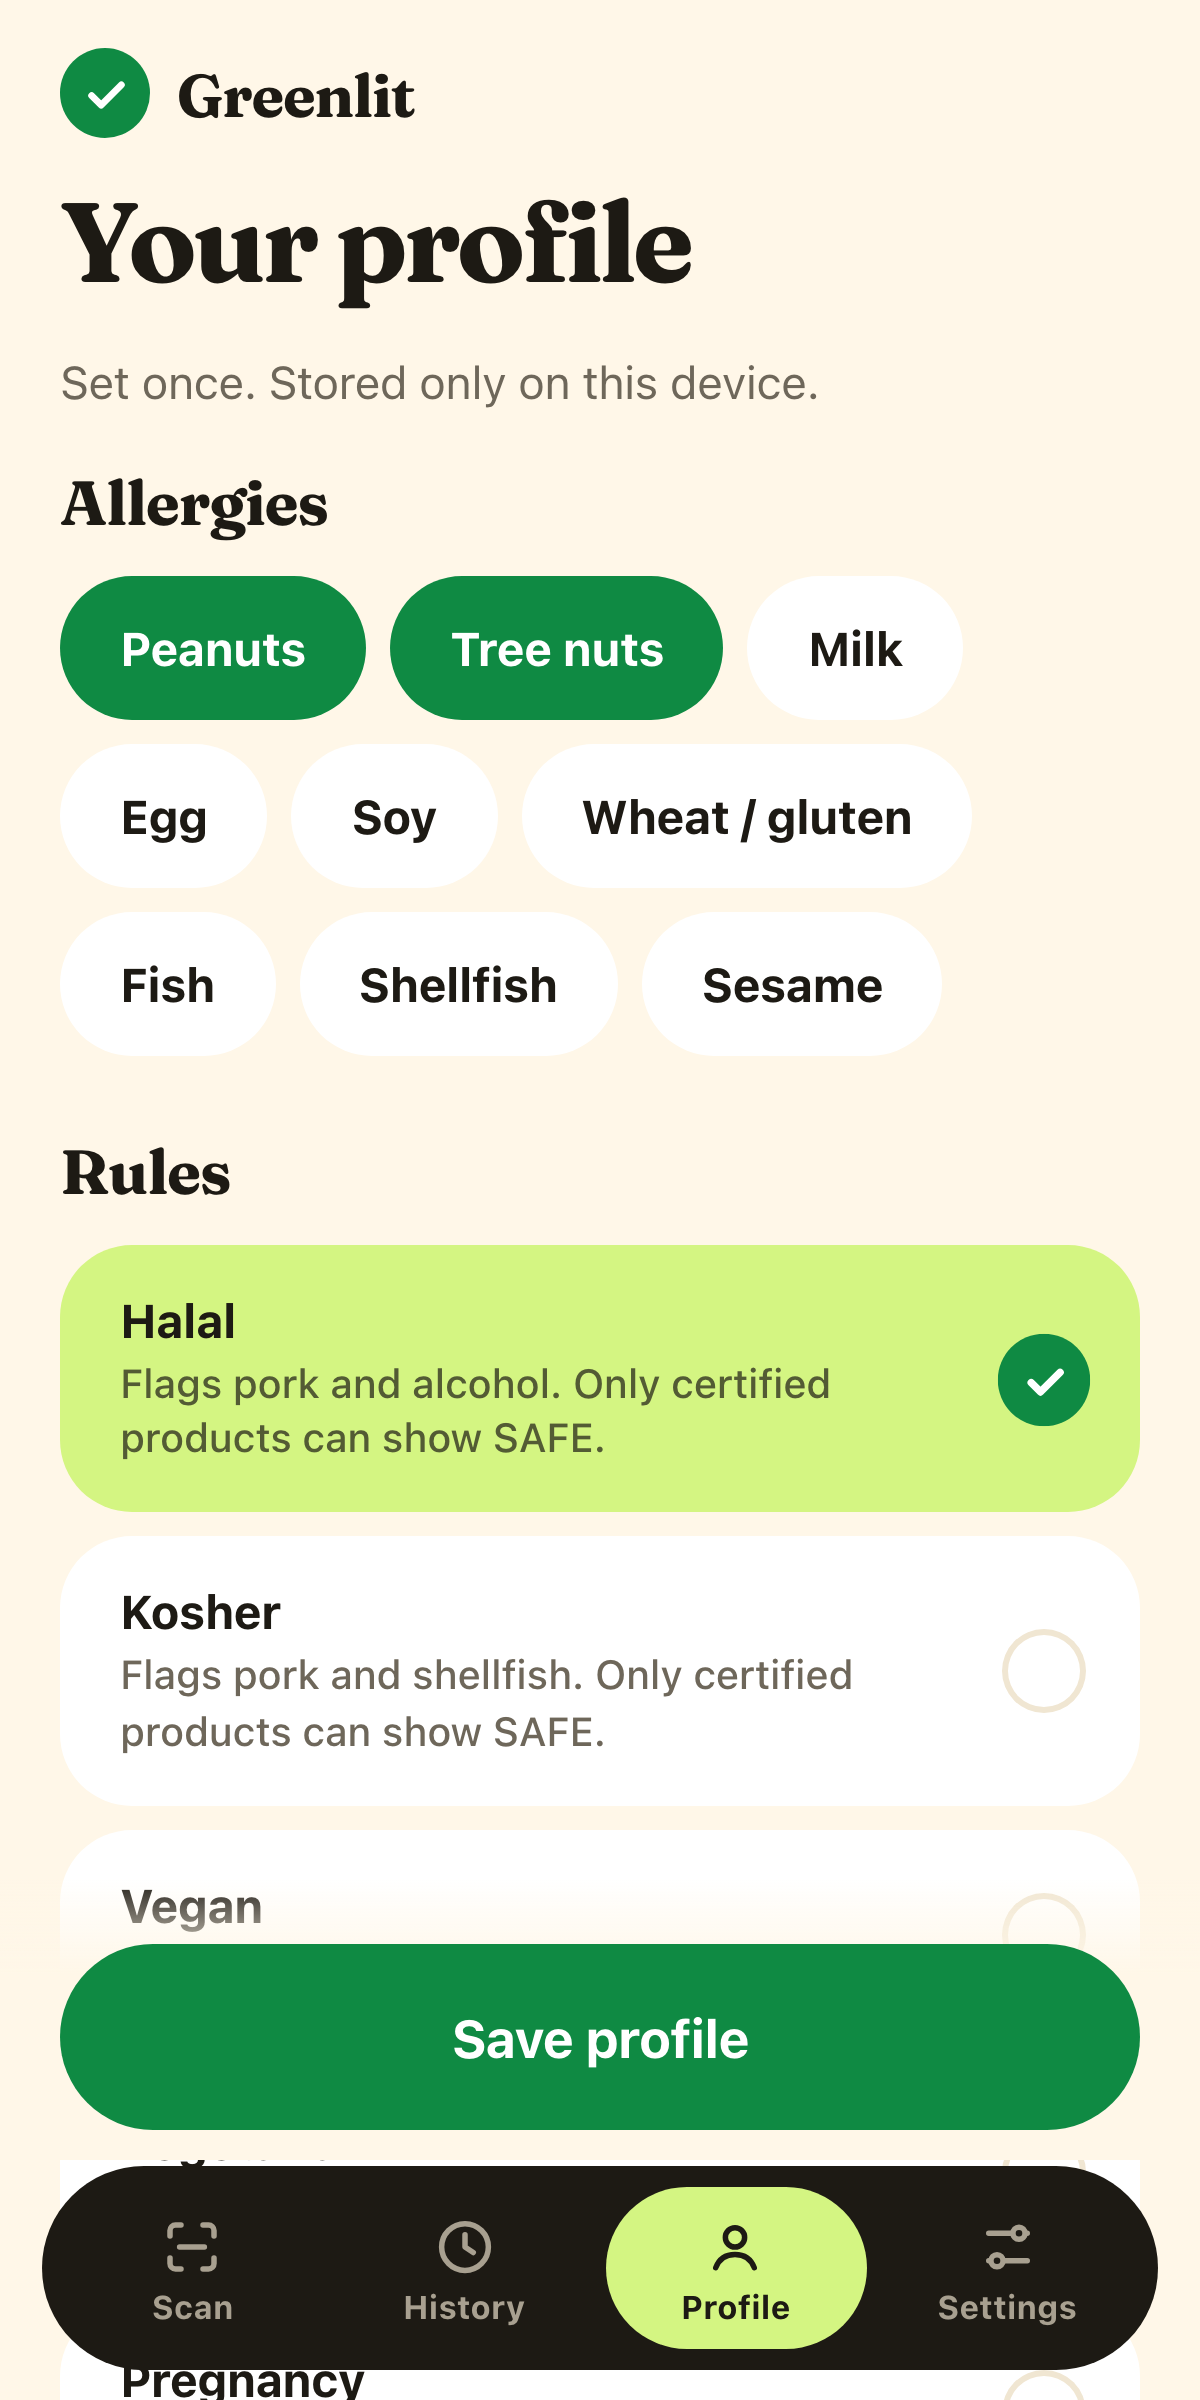 Greenlit
Your profile
Set once. Stored only on this device.
Allergies
Peanuts
Tree nuts
Milk
Egg
Soy
Wheat / gluten
Fish
Shellfish
Sesame
Rules
Halal
Flags pork and alcohol. Only certified
products can show SAFE.
Kosher
Flags pork and shellfish. Only certified
products can show SAFE.
Vegan
Save profile
Scan
History
Profile
Settings
Pregnancy